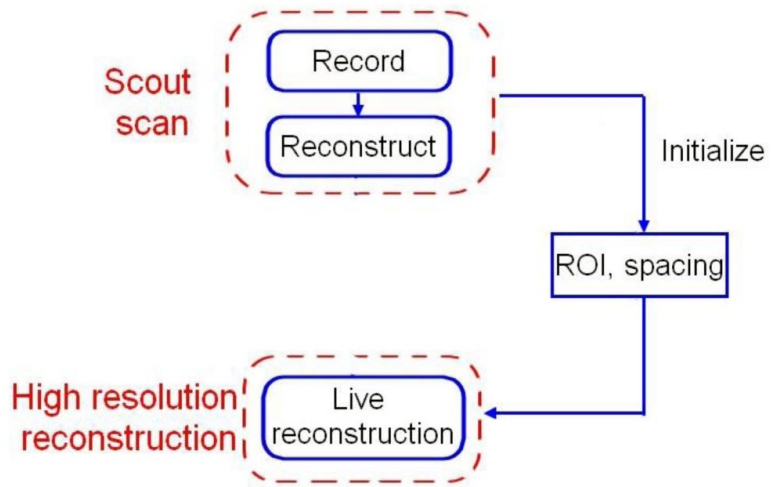 Scout
scan
Record
Reconstruct
Initialize
ROI, spacing
High resolution
reconstruction
Live
reconstruction